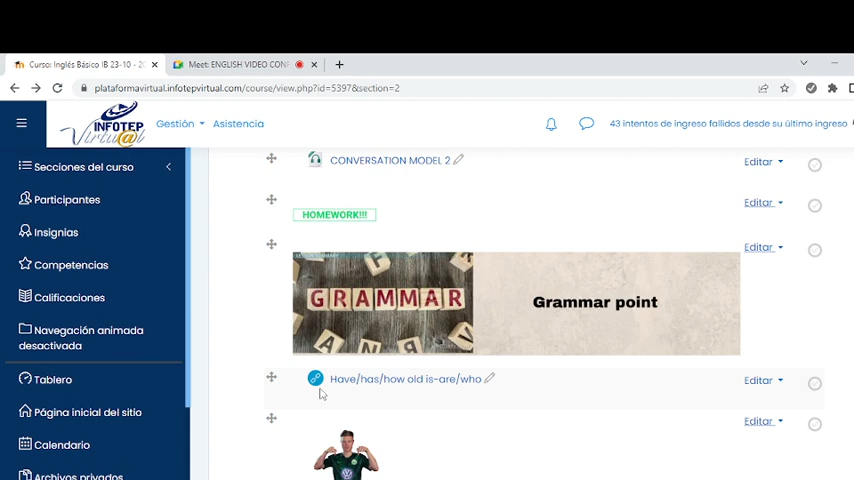 Curso: Inglés Básico IB 23-10 - 20
Meet: ENGLISH VIDEO CONF
plataformavirtual.infotepvirtual.com/course/view.php?id=5397&section=2
INFOTEP
Virtu@l
Gestión
Asistencia
43 intentos de ingreso fallidos desde su último ingreso
Secciones del curso
Participantes
Insignias
Competencias
Calificaciones
Navegación animada
desactivada
Tablero
Página inicial del sitio
Calendario
Archivos privados
CONVERSATION MODEL 2
Editar
HOMEWORK!!!
Editar
Editar
GRAMMAR
Grammar point
Have/has/how old is-are/who
Editar
Editar